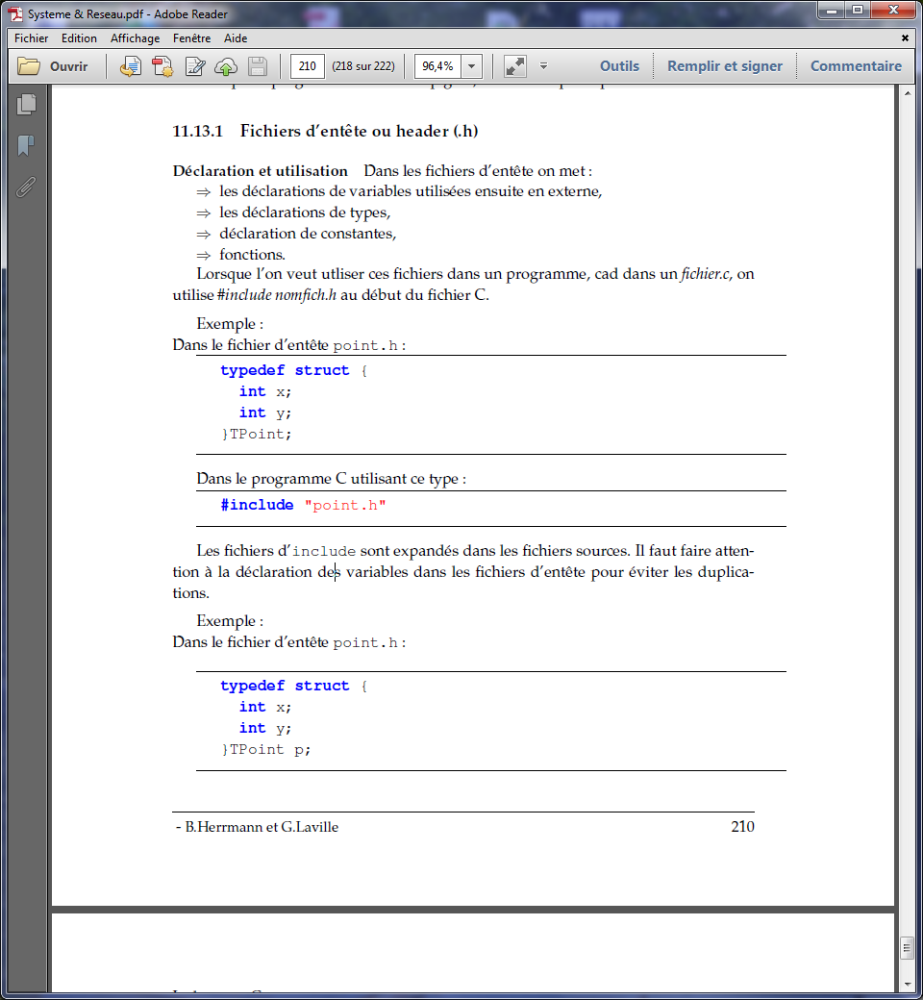 Systeme & Reseau.pdf - Adobe Reader
Fichier Edition Affichage Fenêtre Aide
Ouvrir 210 (218 sur 222) 96,4% Outils Remplir et signer Commentaire
11.13.1 Fichiers d'entête ou header (.h)
Déclaration et utilisation Dans les fichiers d'entête on met :
⇒ les déclarations de variables utilisées ensuite en externe,
⇒ les déclarations de types,
⇒ déclaration de constantes,
⇒ fonctions.
Lorsque l'on veut utliser ces fichiers dans un programme, cad dans un fichier.c, on
utilise #include nomfich.h au début du fichier C.
Exemple :
Dans le fichier d'entête point.h :
typedef struct {
int x;
int y;
}TPoint;
Dans le programme C utilisant ce type :
#include "point.h"
Les fichiers d'include sont expandés dans les fichiers sources. Il faut faire atten-
tion à la déclaration des variables dans les fichiers d'entête pour éviter les duplica-
tions.
Exemple :
Dans le fichier d'entête point.h :
typedef struct {
int x;
int y;
}TPoint p;
- B.Herrmann et G.Laville 210